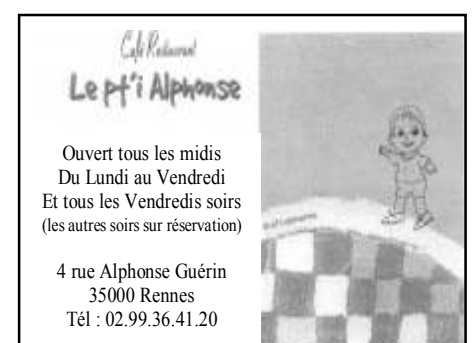 Café Restaurant
Le pt'i Alphonse
Ouvert tous les midis
Du Lundi au Vendredi
Et tous les Vendredis soirs
(les autres soirs sur réservation)
4 rue Alphonse Guérin
35000 Rennes
Tél : 02.99.36.41.20